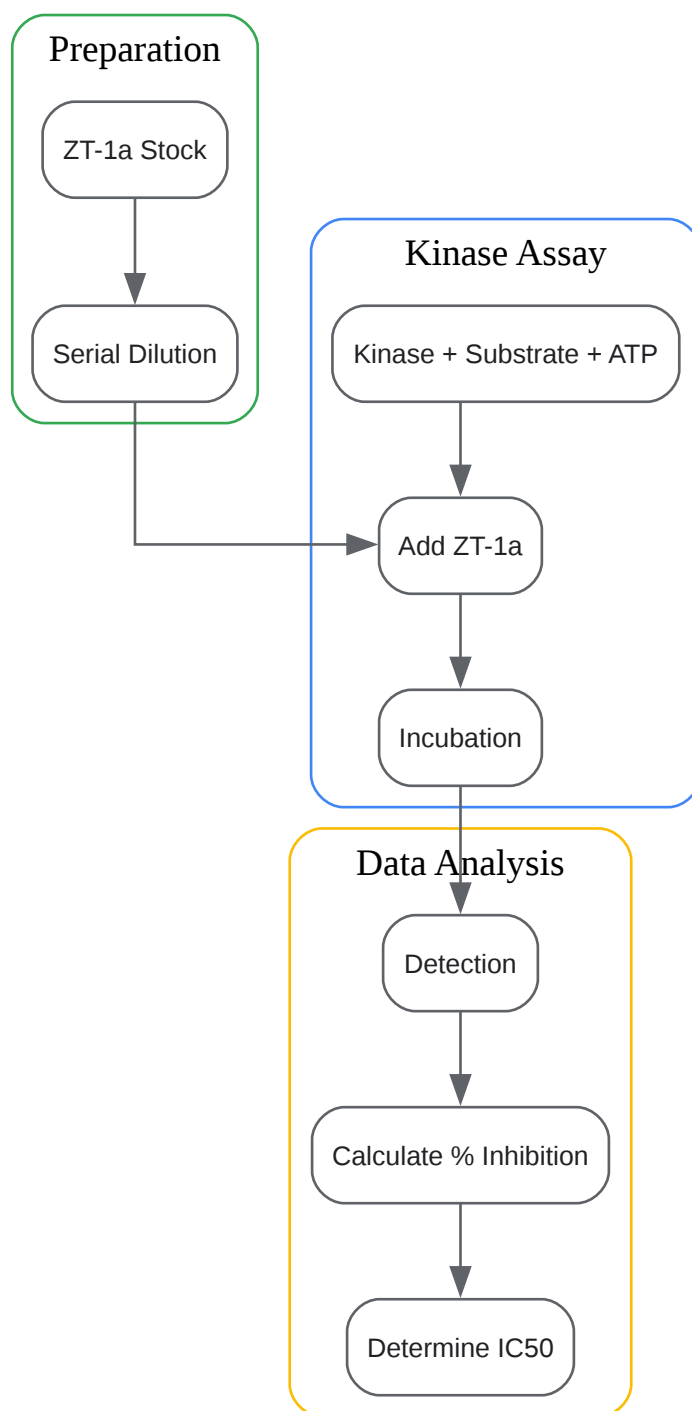 Preparation
ZT-1a Stock
Serial Dilution
Kinase Assay
Kinase + Substrate + ATP
Add ZT-1a
Incubation
Data Analysis
Detection
Calculate % Inhibition
Determine IC50